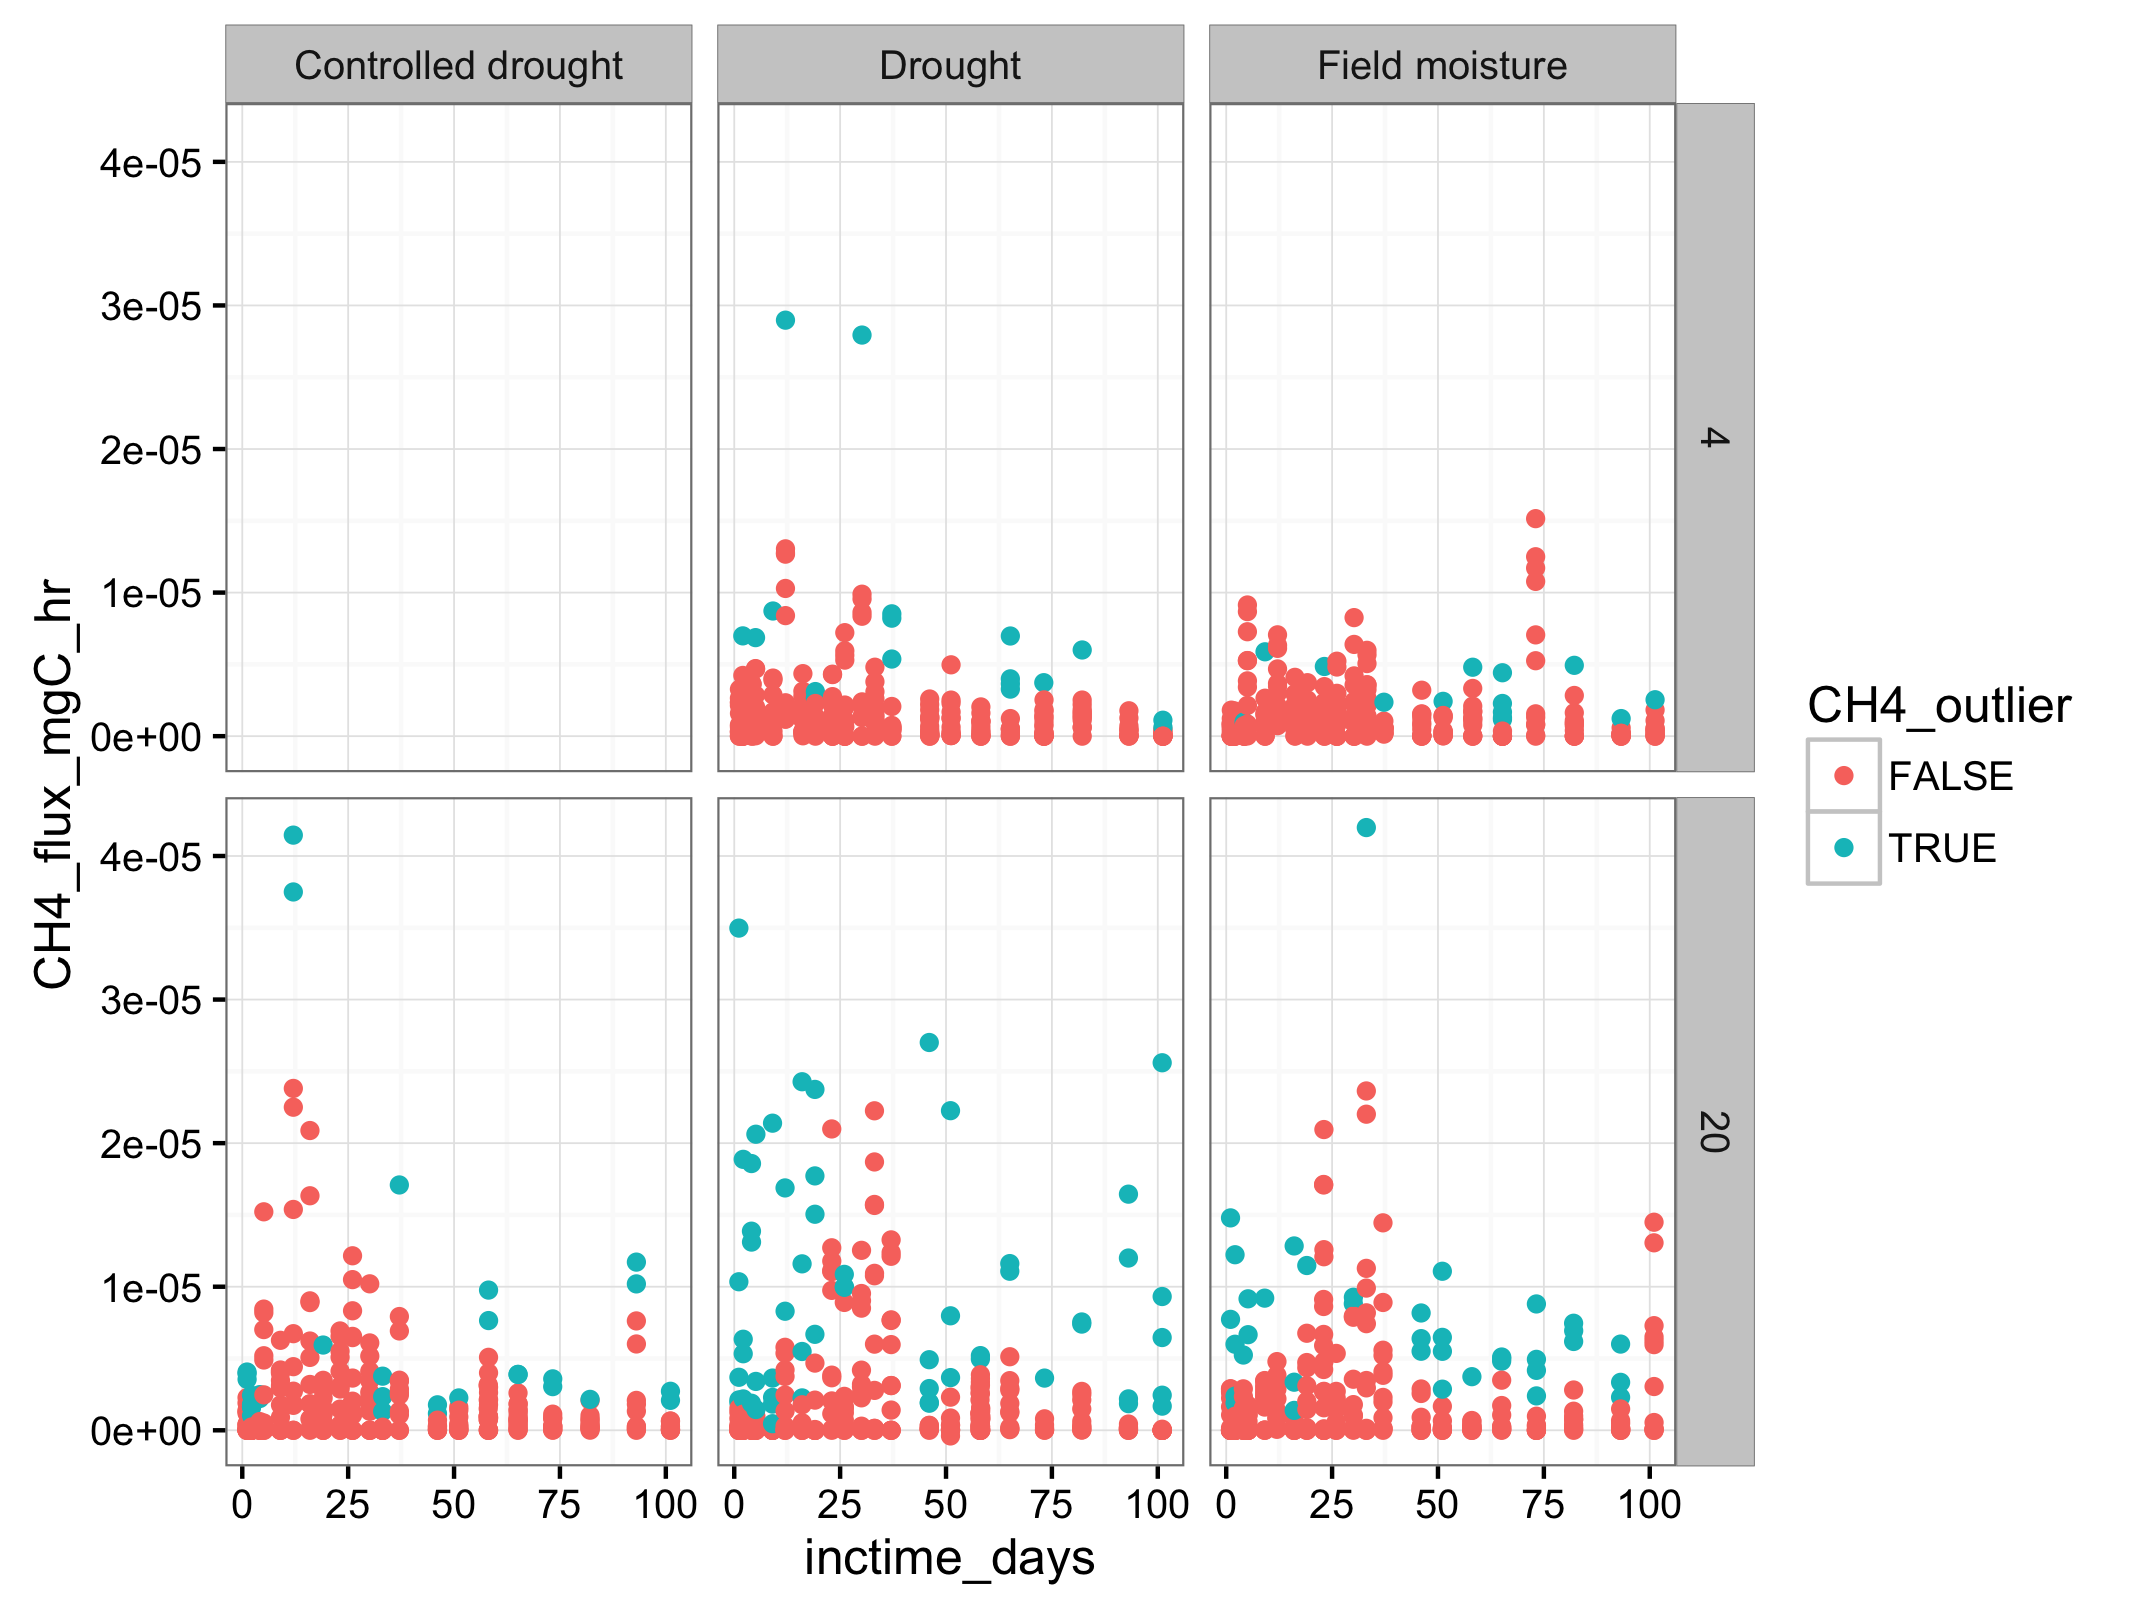 Controlled drought
Drought
Field moisture
4e-05
3e-05
2e-05
1e-05
0e+00
4
4e-05
3e-05
2e-05
1e-05
0e+00
20
0 25 50 75 100
0 25 50 75 100
0 25 50 75 100
inctime_days
CH4_flux_mgC_hr
CH4_outlier
FALSE
TRUE